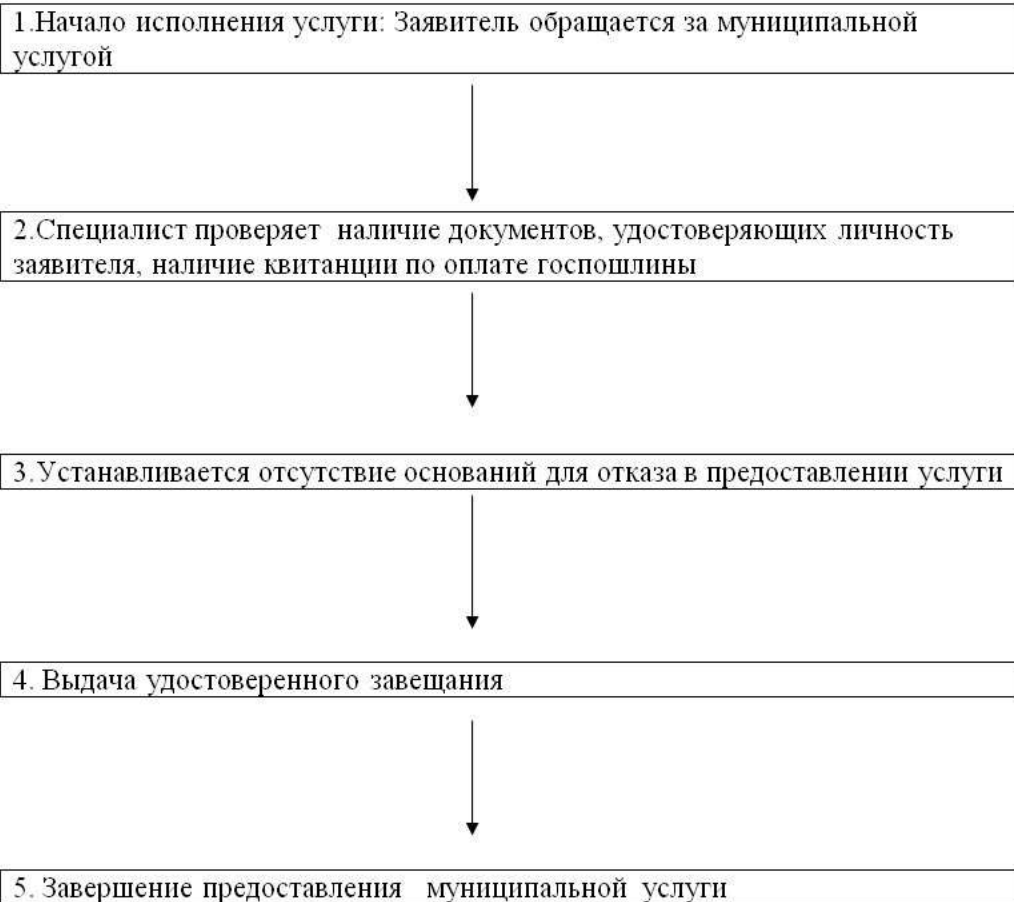 1.Начало исполнения услуги: Заявитель обращается за муниципальной
услугой
2.Специалист проверяет наличие документов, удостоверяющих личность
заявителя, наличие квитанции по оплате госпошлины
3.Устанавливается отсутствие оснований для отказа в предоставлении услуги
4. Выдача удостоверенного завещания
5. Завершение предоставления муниципальной услуги